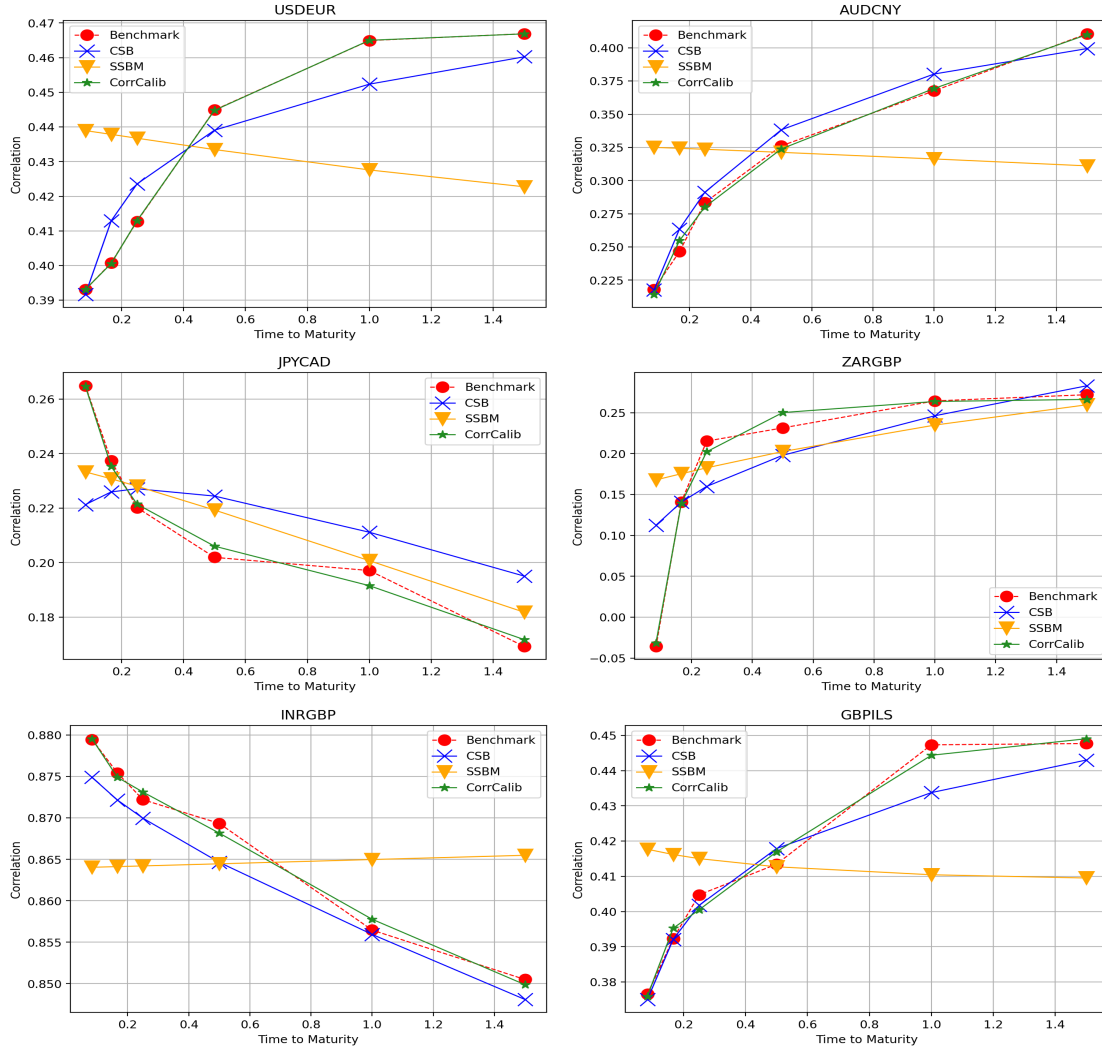 USDEUR
Correlation
0.47
0.46
0.45
0.44
0.43
0.42
0.41
0.40
0.39
Benchmark
CSB
SSBM
CorrCalib
0.2 0.4 0.6 0.8 1.0 1.2 1.4
Time to Maturity
AUDCNY
Correlation
0.400
0.375
0.350
0.325
0.300
0.275
0.250
0.225
Benchmark
CSB
SSBM
CorrCalib
0.2 0.4 0.6 0.8 1.0 1.2 1.4
Time to Maturity
JPYCAD
Correlation
0.26
0.24
0.22
0.20
0.18
Benchmark
CSB
SSBM
CorrCalib
0.2 0.4 0.6 0.8 1.0 1.2 1.4
Time to Maturity
ZARGBP
Correlation
0.25
0.20
0.15
0.10
0.05
0.00
−0.05
Benchmark
CSB
SSBM
CorrCalib
0.2 0.4 0.6 0.8 1.0 1.2 1.4
Time to Maturity
INRGBP
Correlation
0.880
0.875
0.870
0.865
0.860
0.855
0.850
Benchmark
CSB
SSBM
CorrCalib
0.2 0.4 0.6 0.8 1.0 1.2 1.4
Time to Maturity
GBPILS
Correlation
0.45
0.44
0.43
0.42
0.41
0.40
0.39
0.38
Benchmark
CSB
SSBM
CorrCalib
0.2 0.4 0.6 0.8 1.0 1.2 1.4
Time to Maturity